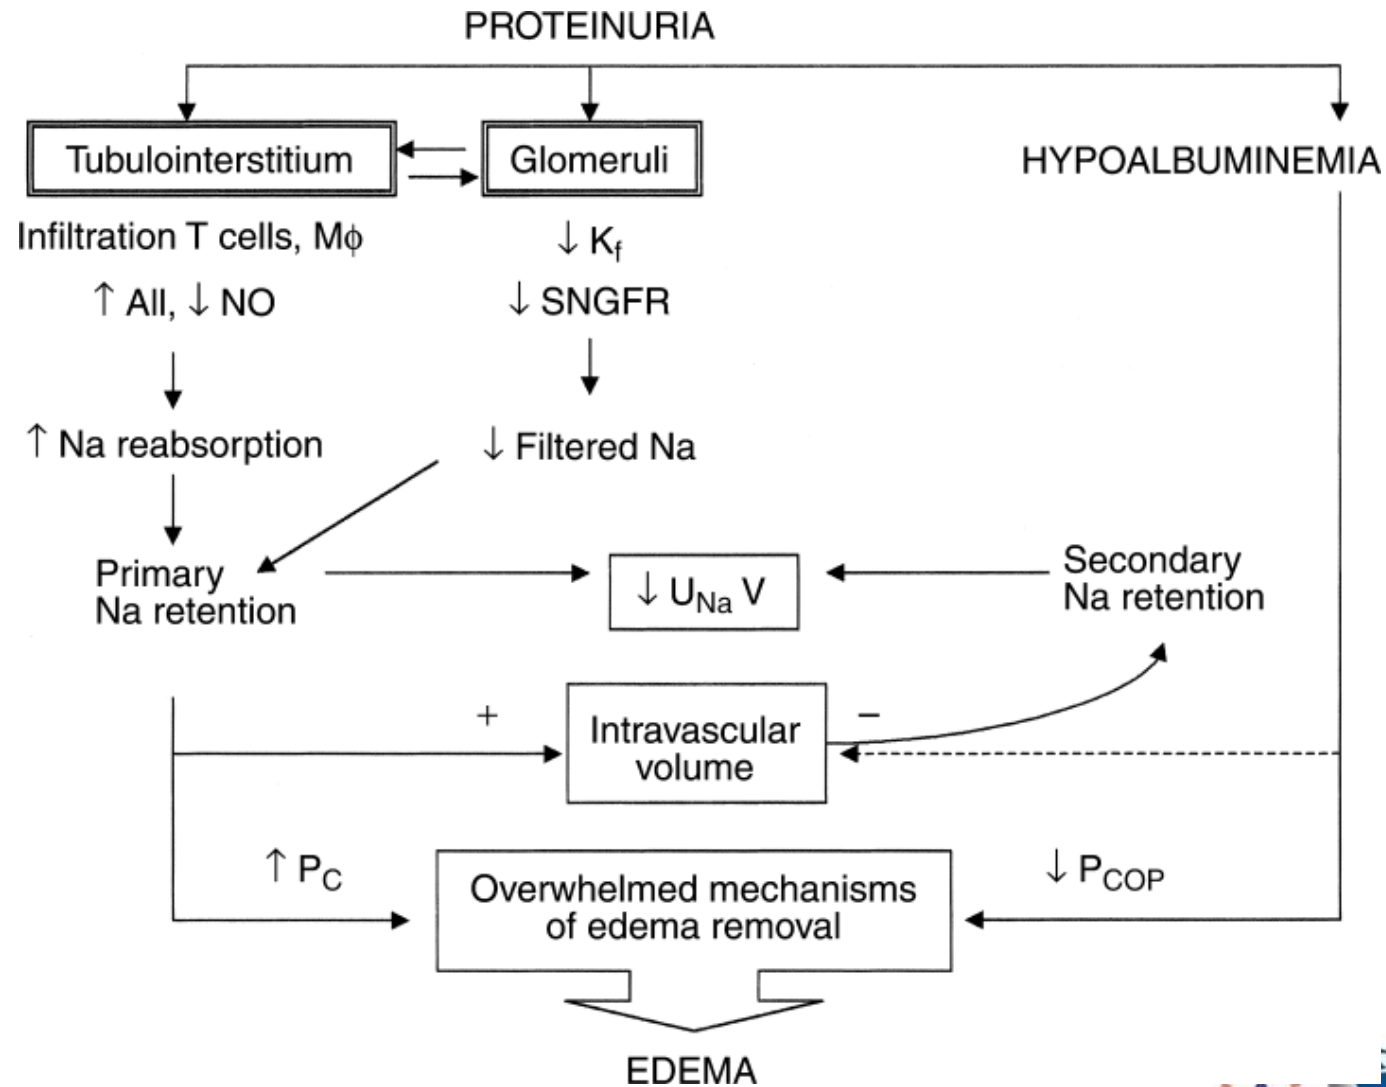 PROTEINURIA
Tubulointerstitium
Glomeruli
HYPOALBUMINEMIA
Infiltration T cells, Mϕ
↑ AII, ↓ NO
↓ Kf
↓ SNGFR
↑ Na reabsorption
↓ Filtered Na
Primary
Na retention
↓ UNa V
Secondary
Na retention
+
Intravascular
volume
−
↑ PC
Overwhelmed mechanisms
of edema removal
↓ PCOP
EDEMA